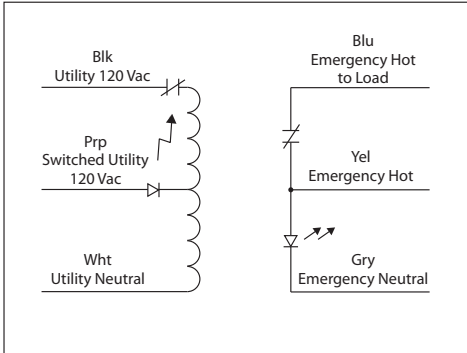 Blk
Utility 120 Vac
Prp
Switched Utility
120 Vac
Wht
Utility Neutral
Blu
Emergency Hot
to Load
Yel
Emergency Hot
Gry
Emergency Neutral